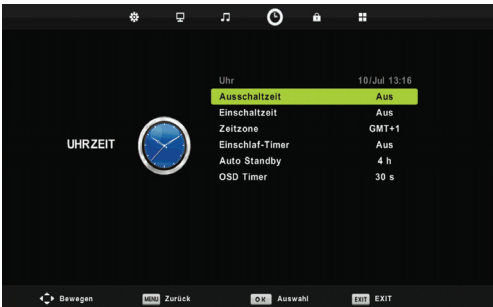 Uhr 10/Jul 13:16
Ausschaltzeit Aus
Einschaltzeit Aus
Zeitzone GMT+1
UHRZEIT
Einschlaf-Timer Aus
Auto Standby 4 h
OSD Timer 30 s
Bewegen MENU Zurück OK Auswahl EXIT EXIT